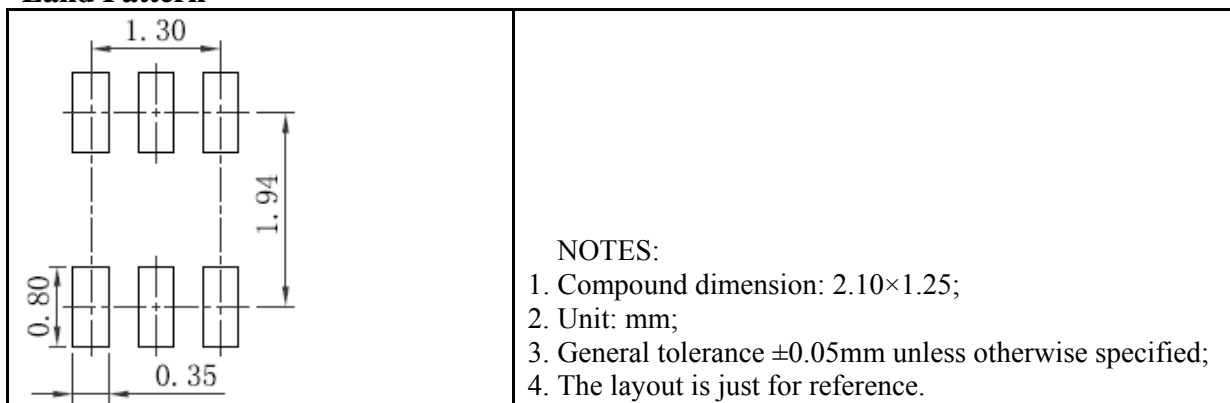 Land Pattern
1. 30
1. 94
0. 80
0. 35
NOTES:
1. Compound dimension: 2.10×1.25;
2. Unit: mm;
3. General tolerance ±0.05mm unless otherwise specified;
4. The layout is just for reference.